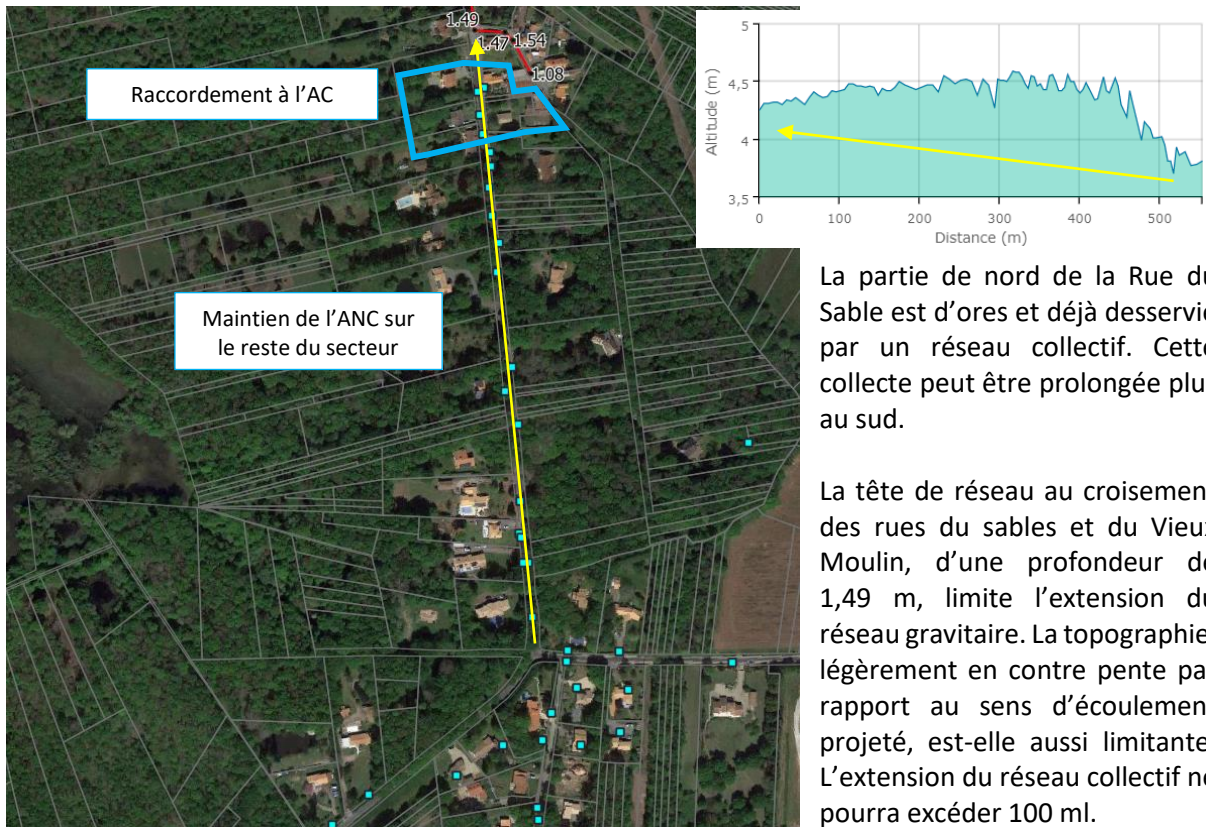 1.49
1.47
1.54
1.08
Raccordement à l'AC
Maintien de l'ANC sur
le reste du secteur
5
4,5
4
3,5
Altitude (m)
0
100
200
300
400
500
Distance (m)
La partie de nord de la Rue du
Sable est d'ores et déjà desservie
par un réseau collectif. Cette
collecte peut être prolongée plu
au sud.
La tête de réseau au croisemen
des rues du sables et du Vieux
Moulin, d'une profondeur de
1,49 m, limite l'extension du
réseau gravitaire. La topographie
légèrement en contre pente pa
rapport au sens d'écoulemen
projeté, est-elle aussi limitante
L'extension du réseau collectif ne
pourra excéder 100 ml.